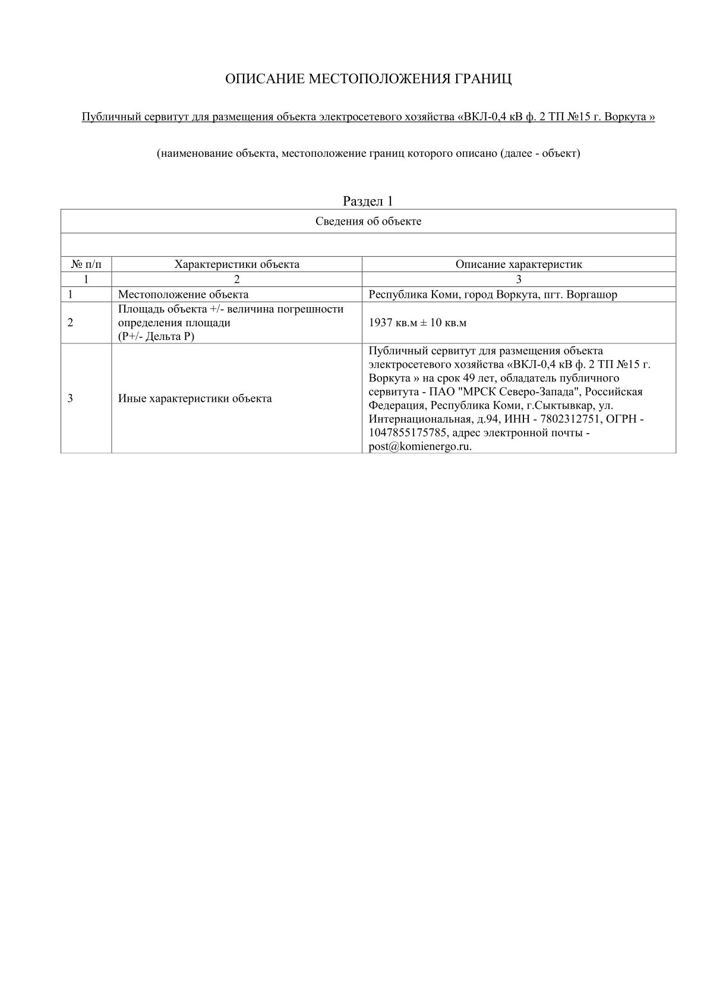 ОПИСАНИЕ МЕСТОПОЛОЖЕНИЯ ГРАНИЦ
Публичный сервитут для размещения объекта электросетевого хозяйства «ВКЛ-0,4 кВ ф. 2 ТП №15 г. Воркута »
(наименование объекта, местоположение границ которого описано (далее - объект)
Раздел 1
Сведения об объекте
№ п/п Характеристики объекта Описание характеристик
1 2 3
1 Местоположение объекта Республика Коми, город Воркута, пгт. Воргашор
2 Площадь объекта +/- величина погрешности
определения площади
(Р+/- Дельта Р)
1937 кв.м ± 10 кв.м
3 Иные характеристики объекта
Публичный сервитут для размещения объекта
электросетевого хозяйства «ВКЛ-0,4 кВ ф. 2 ТП №15 г.
Воркута » на срок 49 лет, обладатель публичного
сервитута - ПАО "МРСК Северо-Запада", Российская
Федерация, Республика Коми, г.Сыктывкар, ул.
Интернациональная, д.94, ИНН - 7802312751, ОГРН -
1047855175785, адрес электронной почты -
post@komienergo.ru.